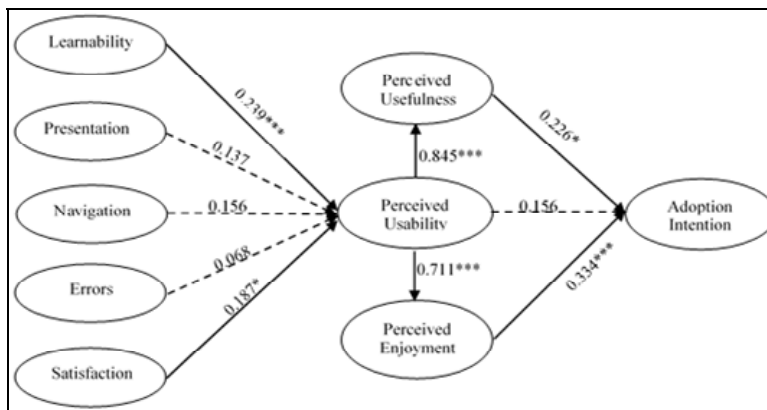 Learnability
0.239***
Presentation
0.137
Navigation
0.156
Errors
0.068
Satisfaction
0.187*
Perceived
Usefulness
0.845***
Perceived
Usability
0.711***
Perceived
Enjoyment
0.226*
0.156
0.334***
Adoption
Intention